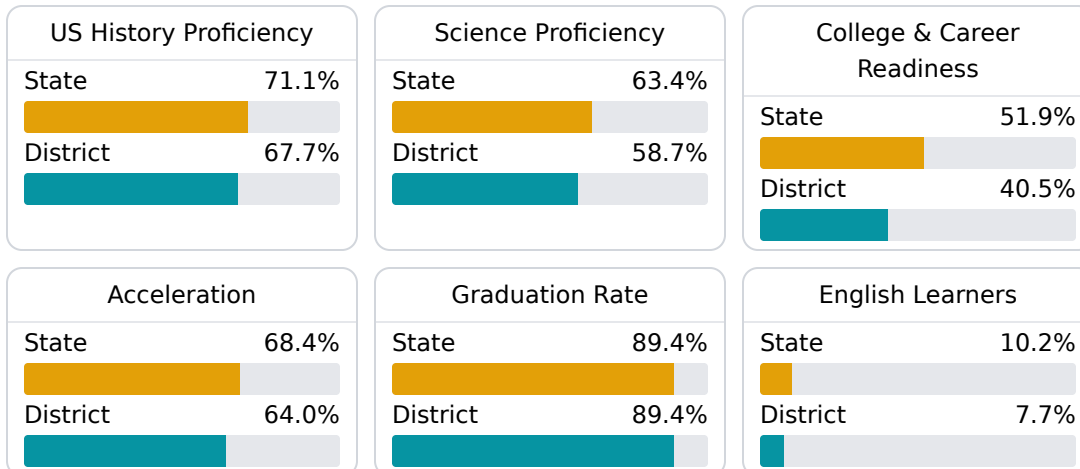 US History Proficiency
State 71.1%
District 67.7%
Science Proficiency
State 63.4%
District 58.7%
College & Career
Readiness
State 51.9%
District 40.5%
Acceleration
State 68.4%
District 64.0%
Graduation Rate
State 89.4%
District 89.4%
English Learners
State 10.2%
District 7.7%